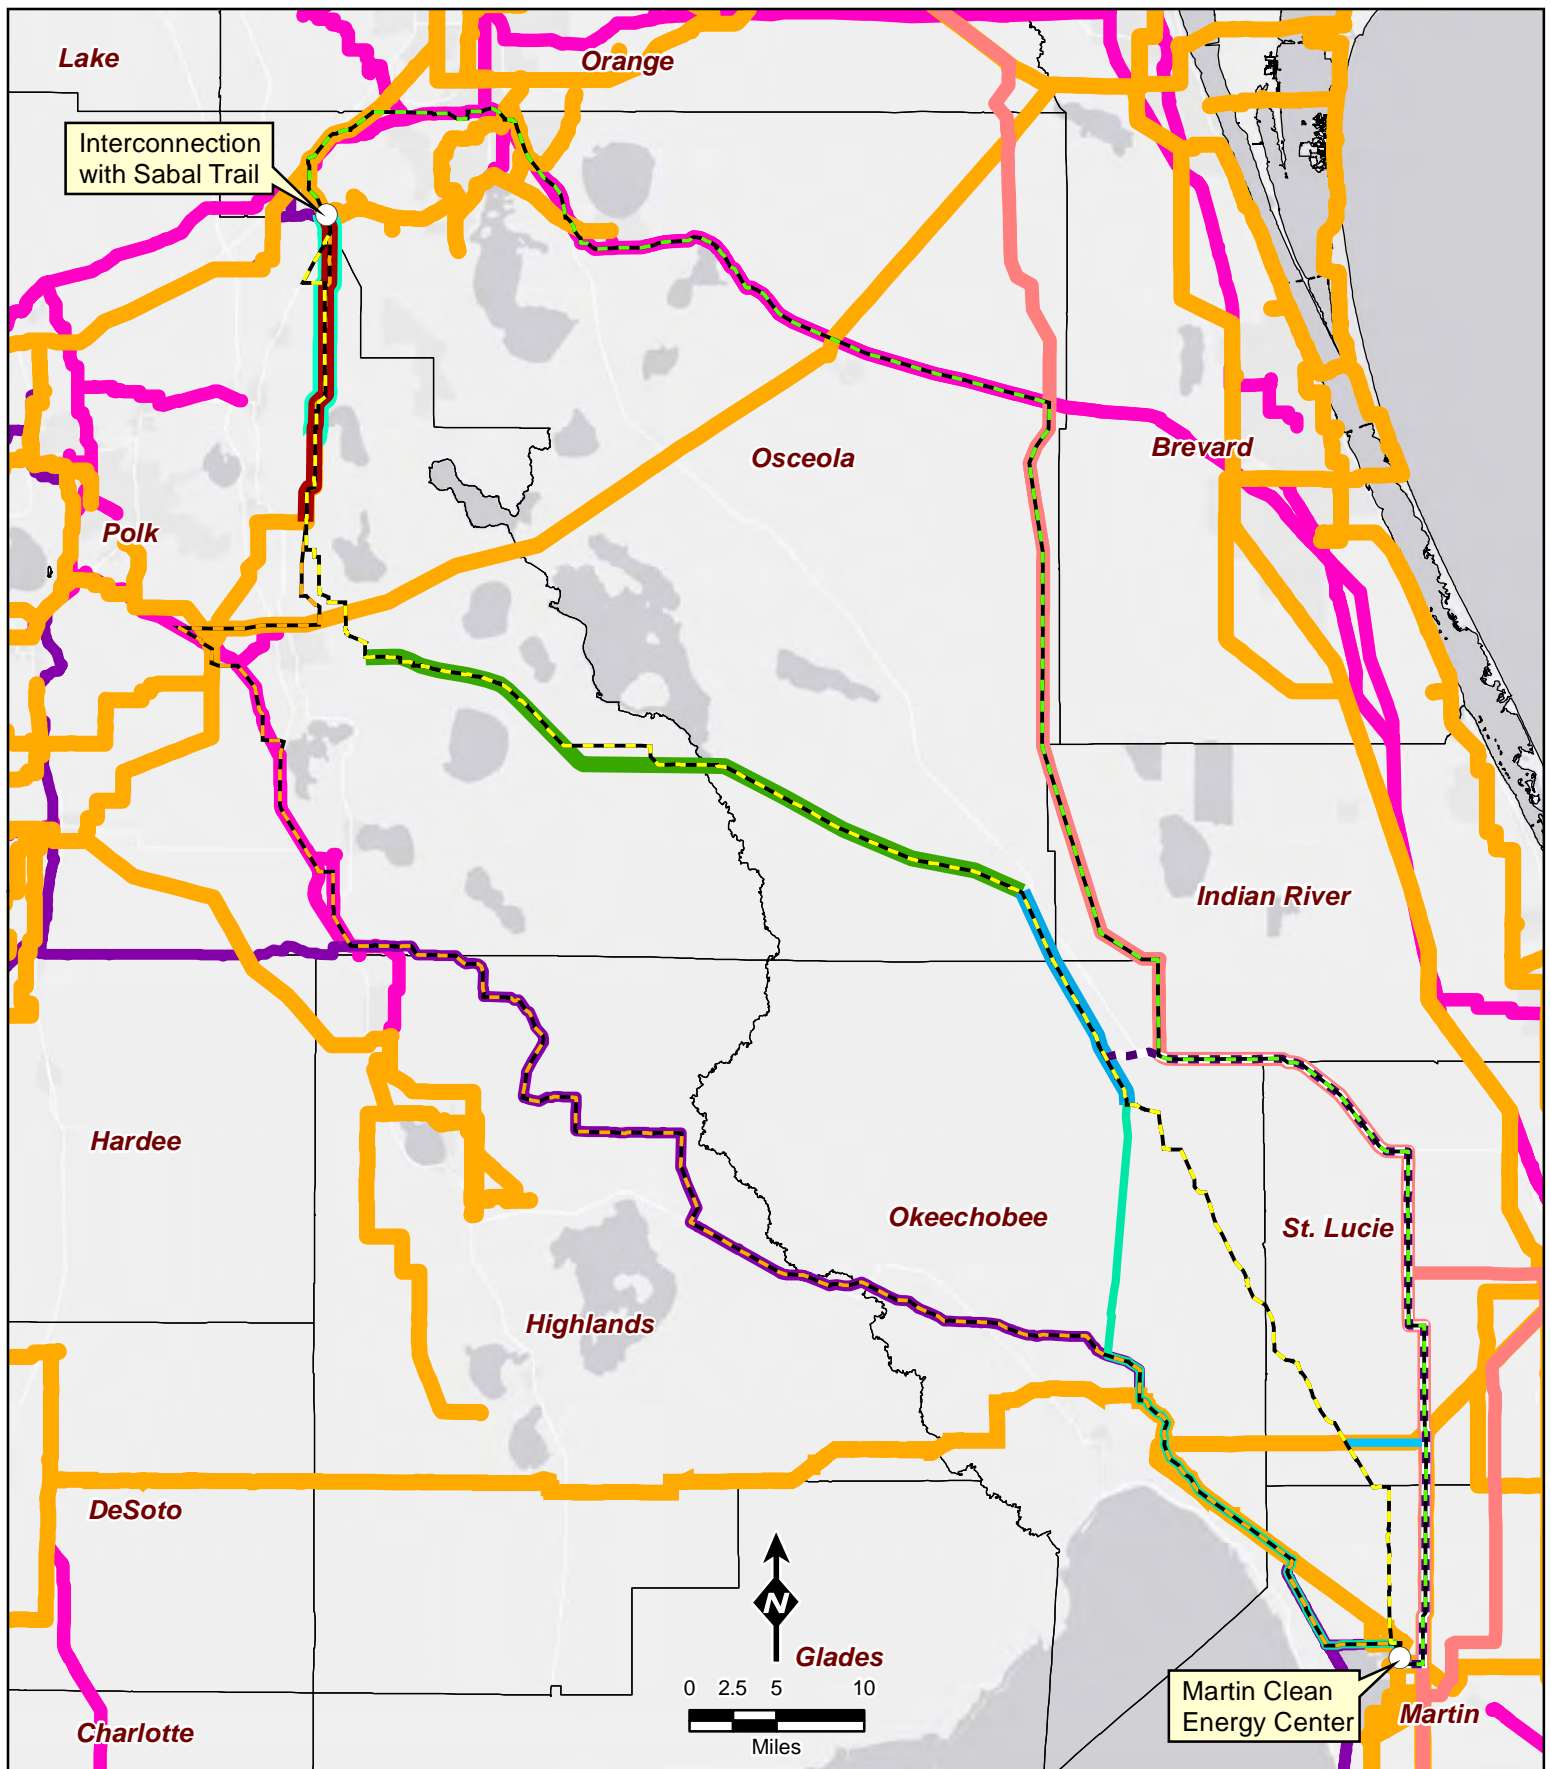 Lake
Orange
Interconnection
with Sabal Trail
Osceola
Brevard
Polk
Indian River
Hardee
Okeechobee
St. Lucie
Highlands
DeSoto
N
Glades
0 2.5 5 10
Miles
Martin Clean
Energy Center
Martin
Charlotte